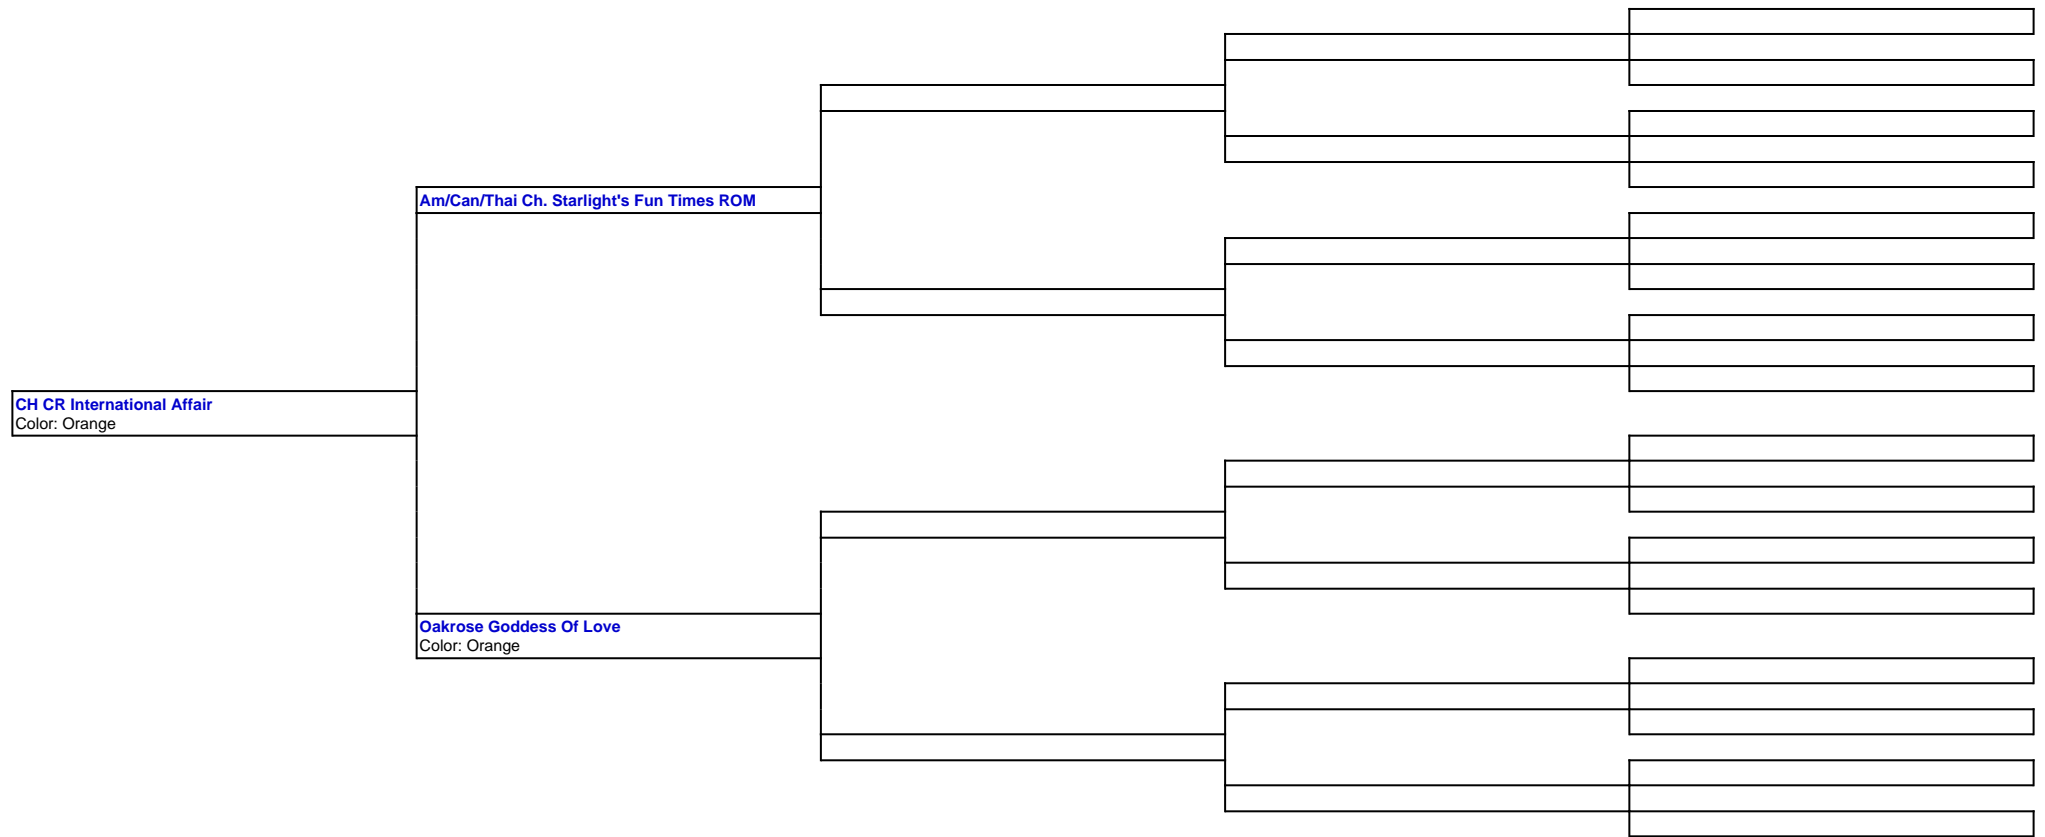 Am/Can/Thai Ch. Starlight's Fun Times ROM
CH CR International Affair
Color: Orange
Oakrose Goddess Of Love
Color: Orange